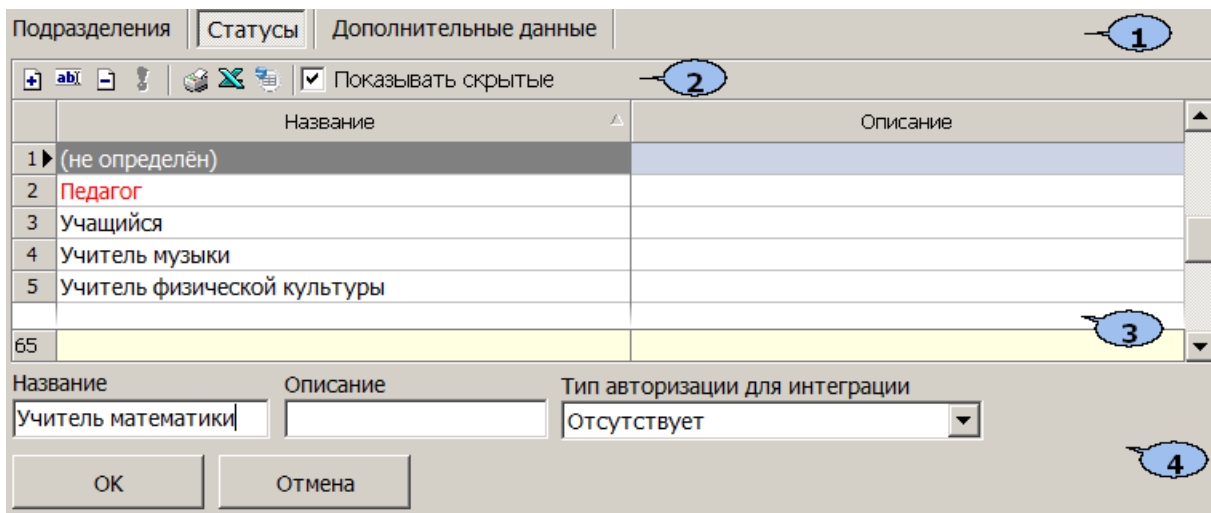 Подразделения Статусы Дополнительные данные 1
abI Показывать скрытые 2
Название Описание
1 (не определён)
2 Педагог
3 Учащийся
4 Учитель музыки
5 Учитель физической культуры
3
65
Название Описание Тип авторизации для интеграции
Учитель математики Отсутствует
4
OK Отмена